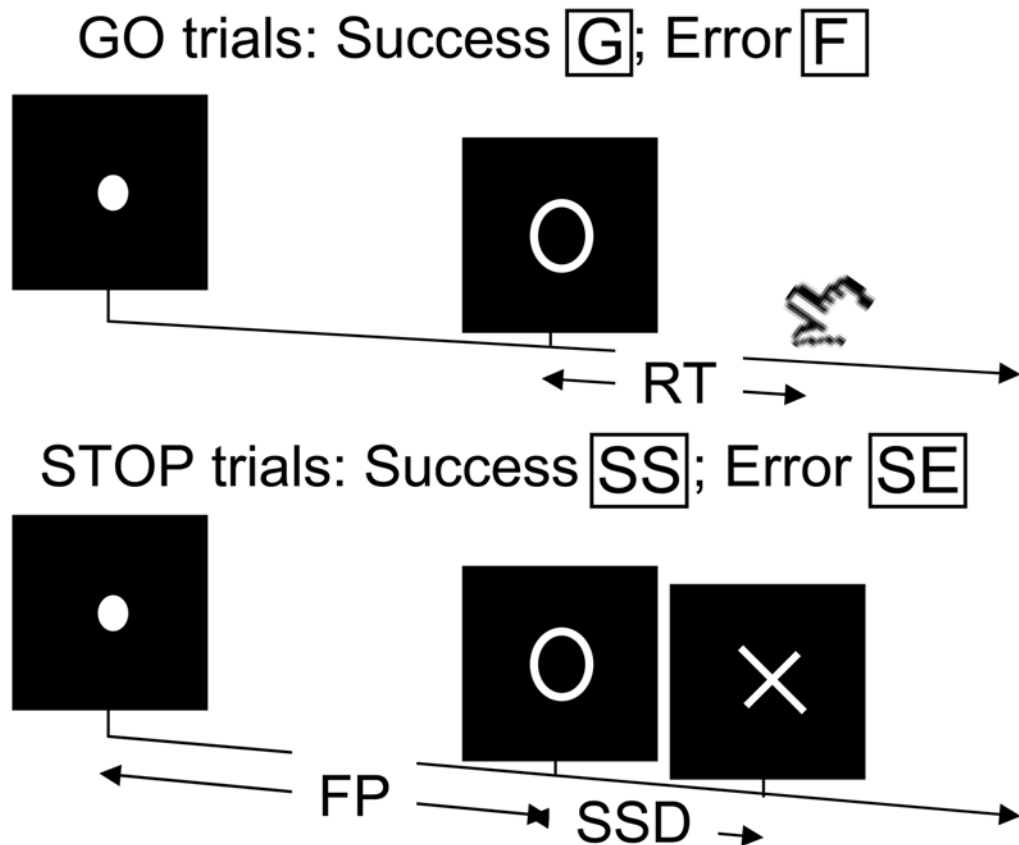 GO trials: Success G; Error F
RT
STOP trials: Success SS; Error SE
FP
SSD